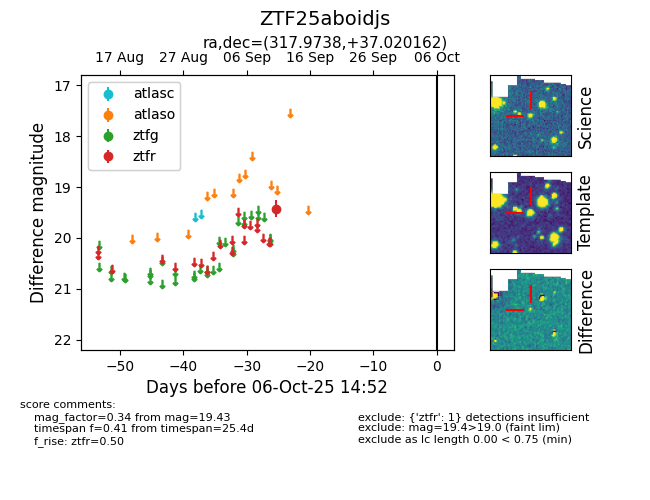 ZTF25aboidjs
ra,dec=(317.9738,+37.020162)
17 Aug 27 Aug 06 Sep 16 Sep 26 Sep 06 Oct
atlasc
atlaso
ztfg
ztfr
17
18
19
20
21
22
Difference magnitude
−50 −40 −30 −20 −10 0
Days before 06-Oct-25 14:52
Science
Template
Difference
score comments:
mag_factor=0.34 from mag=19.43
timespan f=0.41 from timespan=25.4d
f_rise: ztfr=0.50
exclude: {'ztfr': 1} detections insufficient
exclude: mag=19.4>19.0 (faint lim)
exclude as lc length 0.00 < 0.75 (min)